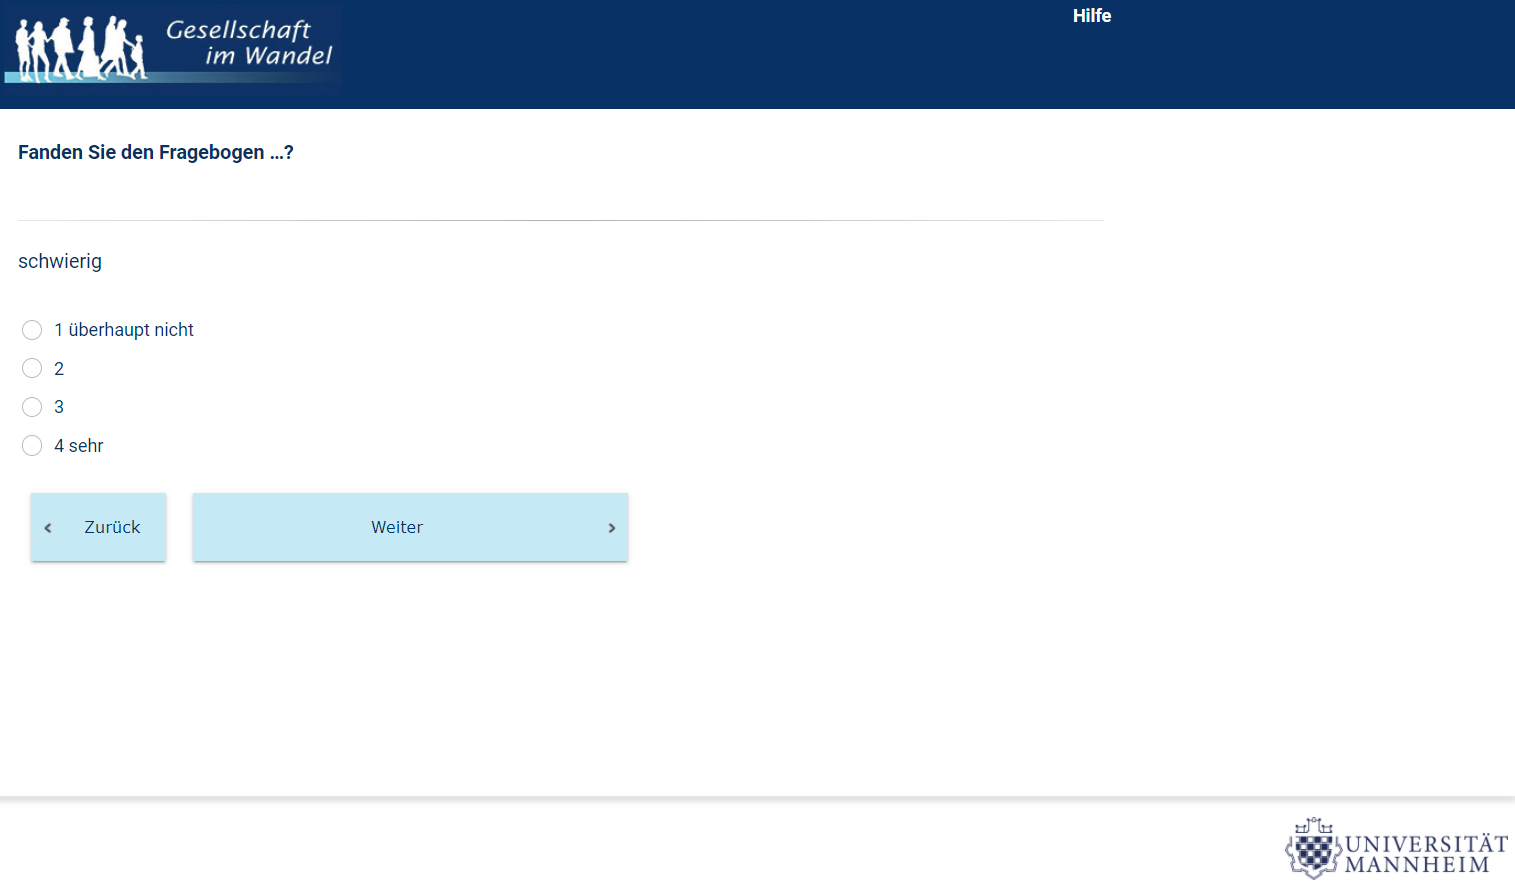 Gesellschaft
im Wandel
Hilfe
Fanden Sie den Fragebogen ...?
schwierig
1 überhaupt nicht
2
3
4 sehr
Zurück
Weiter
UNIVERSITÄT
MANNHEIM